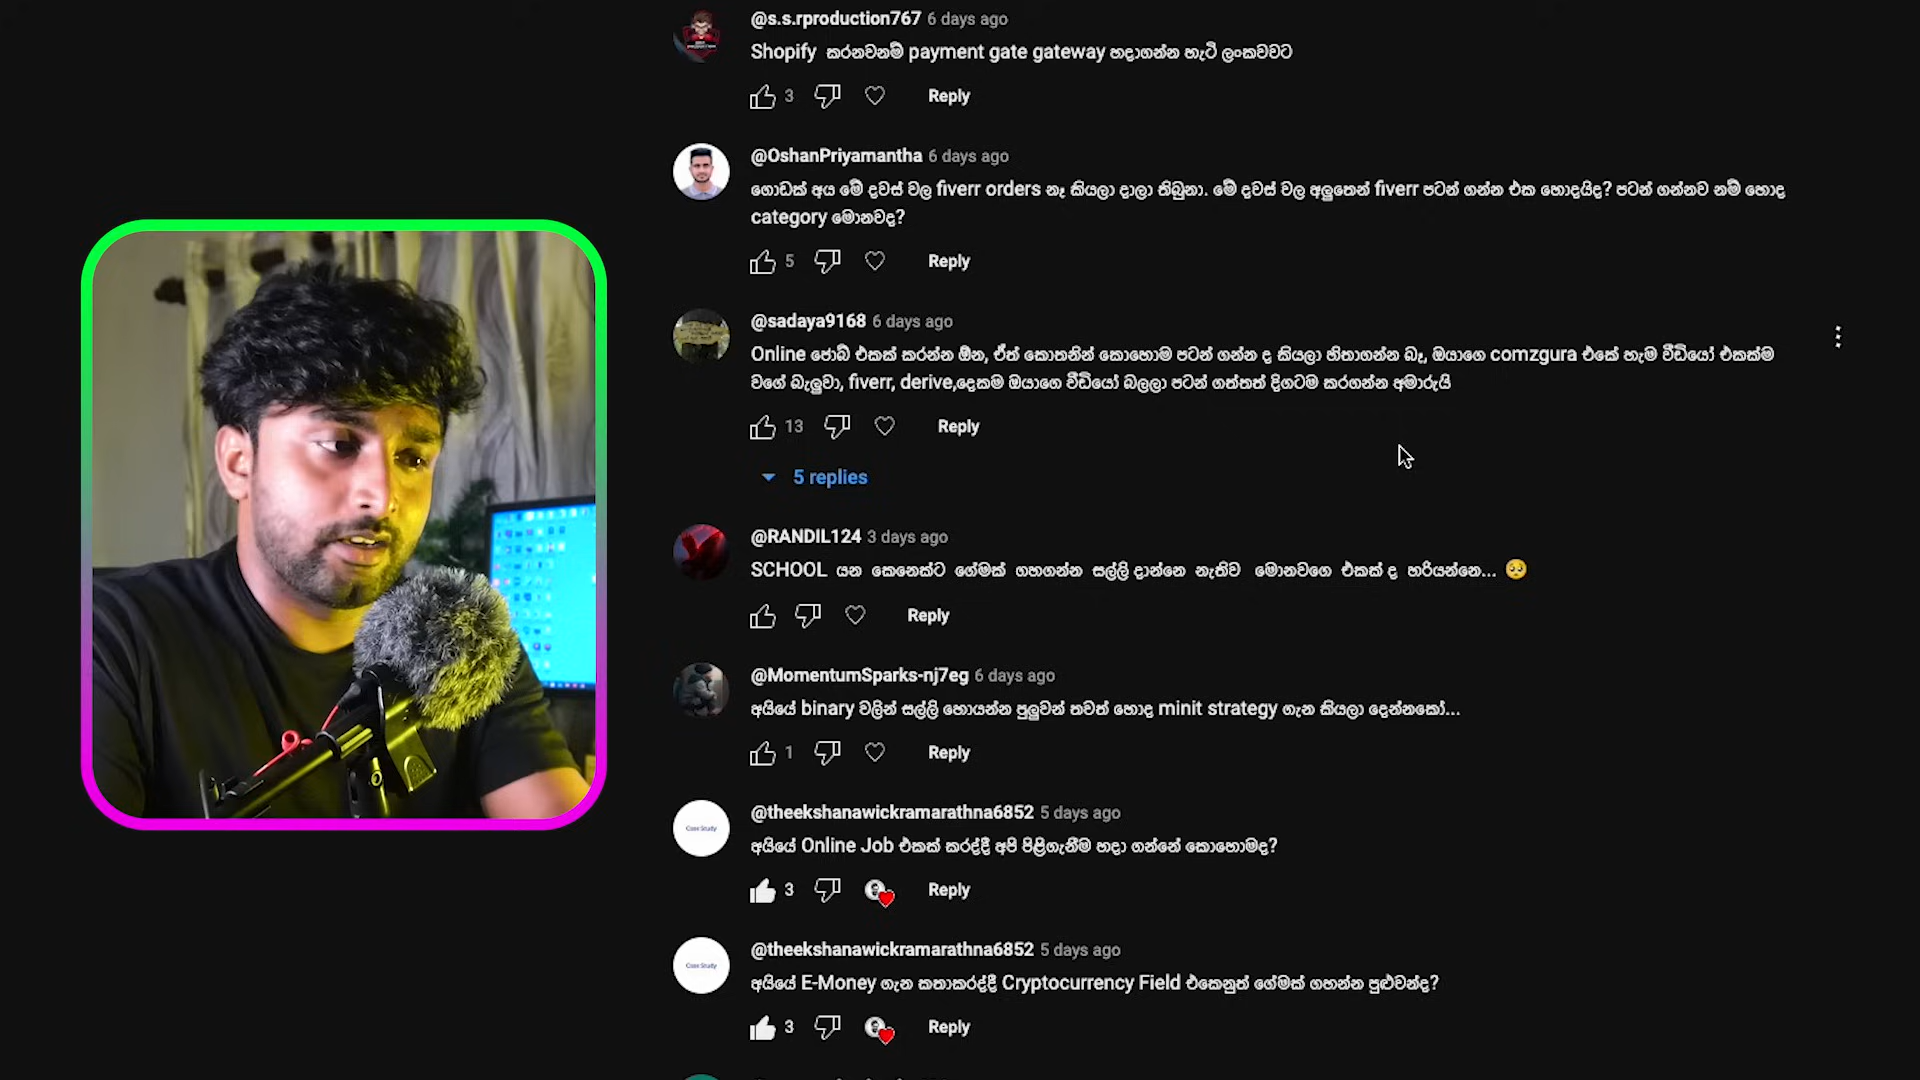 @s.s.rproduction767 6 days ago
Shopify කරනවනම් payment gate gateway හදාගන්න හැටි ලංකවවට
3 Reply
@OshanPriyamantha 6 days ago
ගොඩක් අය මේ දවස් වල fiverr orders නෑ කියලා දාලා තිබුනා. මේ දවස් වල අලුතෙන් fiverr පටන් ගන්න එක හොදයිද? පටන් ගන්නව නම් හොද
category මොනවද?
5 Reply
@sadaya9168 6 days ago
Online ජොබ් එකක් කරන්න ඕන, ඒත් කොතනින් කොහොම පටන් ගන්න ද කියලා හිතාගන්න බෑ, ඔයාගෙ comzgura එකේ හැම වීඩියෝ එකක්ම
වගේ බැලුවා, fiverr, derive,දෙකම ඔයාගෙ වීඩියෝ බලලා පටන් ගත්තත් දිගටම කරගන්න අමාරුයි
13 Reply
5 replies
@RANDIL124 3 days ago
SCHOOL යන කෙනෙක්ට ගේමක් ගහගන්න සල්ලි දාන්නෙ නැතිව මොනවගෙ එකක් ද හරියන්නෙ... 🥺
Reply
@MomentumSparks-nj7eg 6 days ago
අයියේ binary වලින් සල්ලි හොයන්න පුලුවන් තවත් හොද minit strategy ගැන කියලා දෙන්නකෝ...
1 Reply
@theekshanawickramarathna6852 5 days ago
Case Study
අයියේ Online Job එකක් කරද්දී අපි පිළිගැනීම හදා ගන්නේ කොහොමද?
3 Reply
@theekshanawickramarathna6852 5 days ago
Case Study
අයියේ E-Money ගැන කතාකරද්දී Cryptocurrency Field එකෙනුත් ගේමක් ගහන්න පුළුවන්ද?
3 Reply